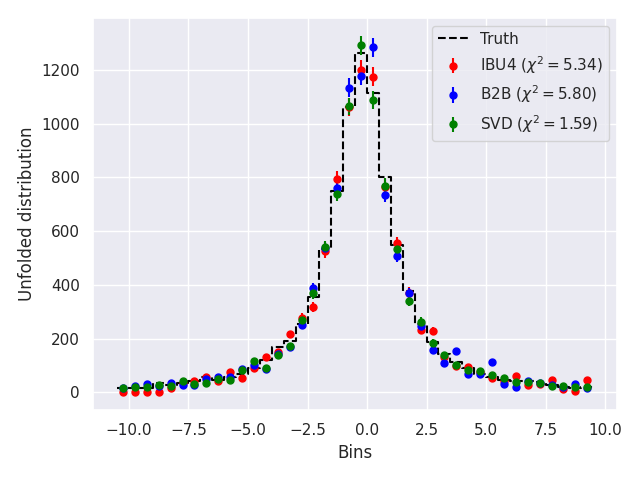 Truth
IBU4 (χ² = 5.34)
B2B (χ² = 5.80)
SVD (χ² = 1.59)
Unfolded distribution
1200
1000
800
600
400
200
0
−10.0 −7.5 −5.0 −2.5 0.0 2.5 5.0 7.5 10.0
Bins